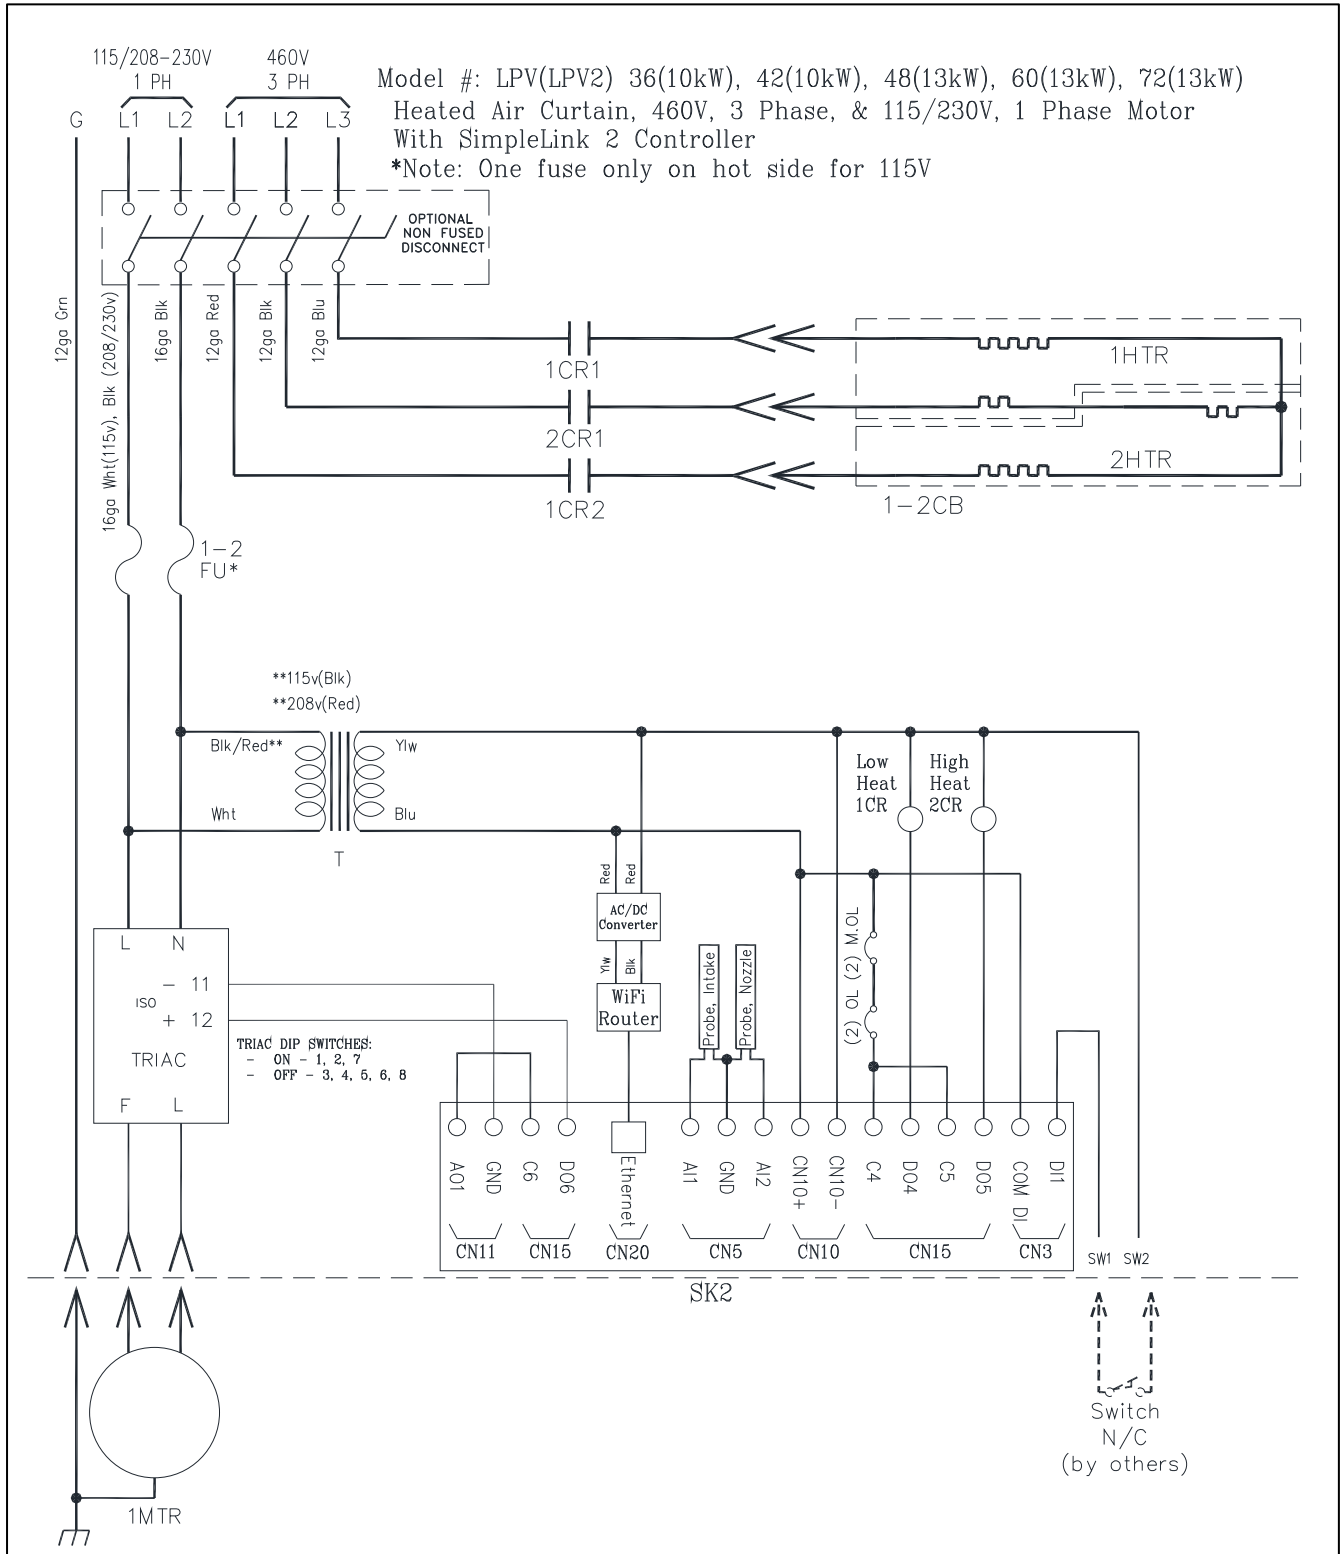 115/208-230V
1 PH
460V
3 PH
Model #: LPV(LPV2) 36(10kW), 42(10kW), 48(13kW), 60(13kW), 72(13kW)
Heated Air Curtain, 460V, 3 Phase, & 115/230V, 1 Phase Motor
With SimpleLink 2 Controller
*Note: One fuse only on hot side for 115V
G
L1
L2
L1
L2
L3
OPTIONAL
NON FUSED
DISCONNECT
12ga Grn
16ga Wht(115v), Blk (208/230v)
16ga Blk
12ga Red
12ga Blk
12ga Blu
1CR1
1HTR
2CR1
2HTR
1CR2
1-2CB
1-2
FU*
**115v(Blk)
**208v(Red)
Blk/Red**
Ylw
Wht
Blu
T
Low
Heat
1CR
High
Heat
2CR
Red
Red
AC/DC
Converter
Ylw
Blk
WiFi
Router
Probe, Intake
Probe, Nozzle
(2) OL (2) M.OL
L
N
- 11
ISO
+ 12
TRIAC
F
L
TRIAC DIP SWITCHES:
- ON - 1, 2, 7
- OFF - 3, 4, 5, 6, 8
AO1
GND
C6
DO6
Ethernet
AI1
GND
AI2
CN10+
CN10-
C4
DO4
C5
DO5
COM DI
DI1
CN11
CN15
CN20
CN5
CN10
CN15
CN3
SW1
SW2
SK2
Switch
N/C
(by others)
1MTR